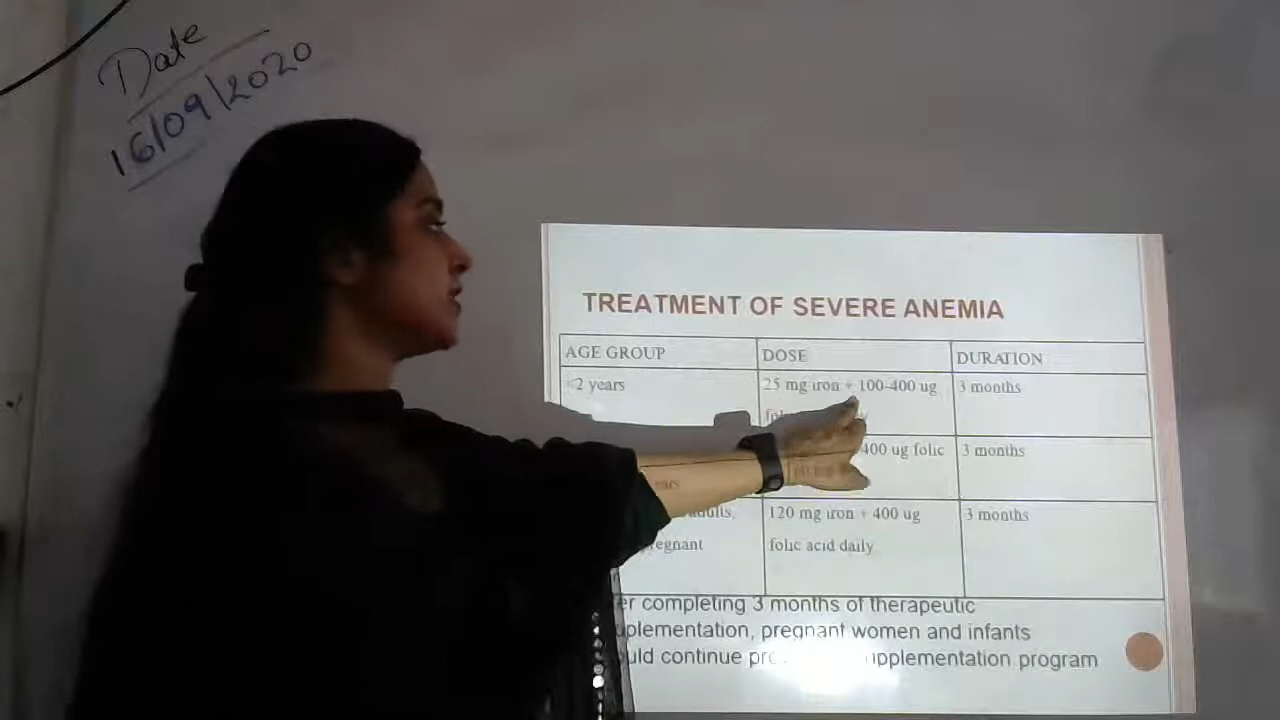 Date
16/09/2020
TREATMENT OF SEVERE ANEMIA
AGE GROUP DOSE DURATION
<2 years 25 mg iron + 100-400 ug 3 months
400 ug folic 3 months
120 mg iron + 400 ug 3 months
folic acid daily
completing 3 months of therapeutic
pregnant women and infants
continue program